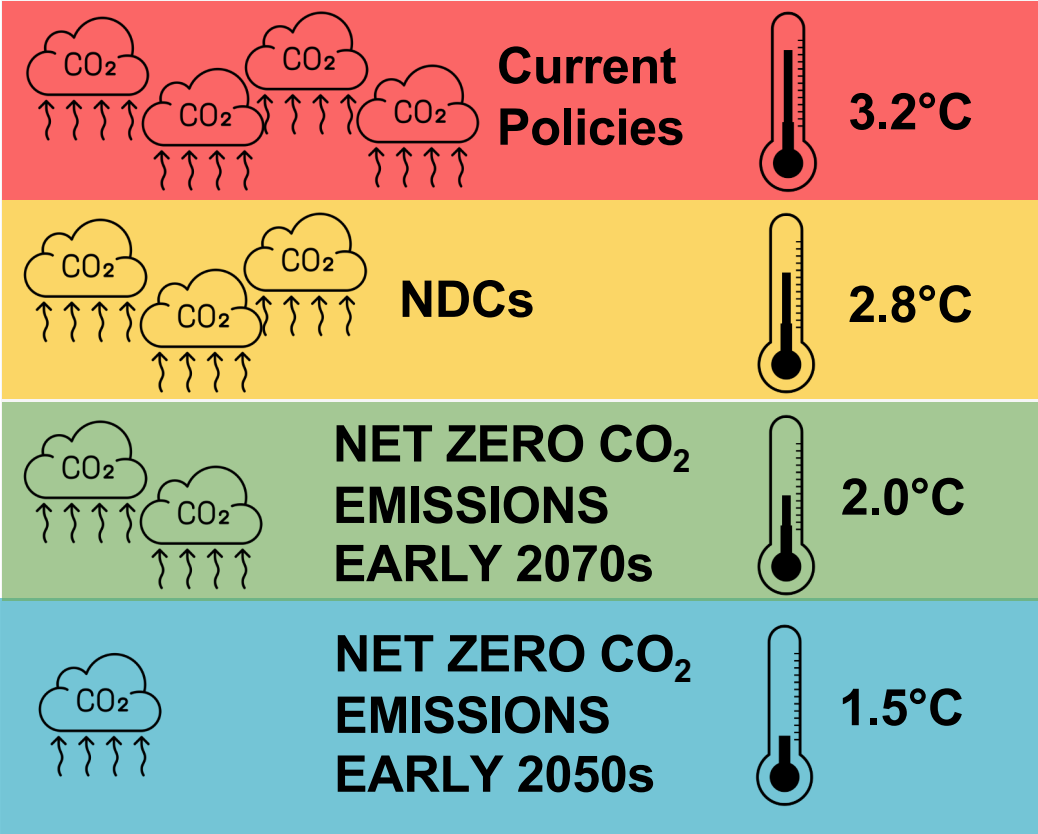 CO₂ CO₂ CO₂ CO₂
Current
Policies
3.2°C
CO₂ CO₂ CO₂
NDCs
2.8°C
CO₂ CO₂
NET ZERO CO₂
EMISSIONS
EARLY 2070s
2.0°C
CO₂
NET ZERO CO₂
EMISSIONS
EARLY 2050s
1.5°C